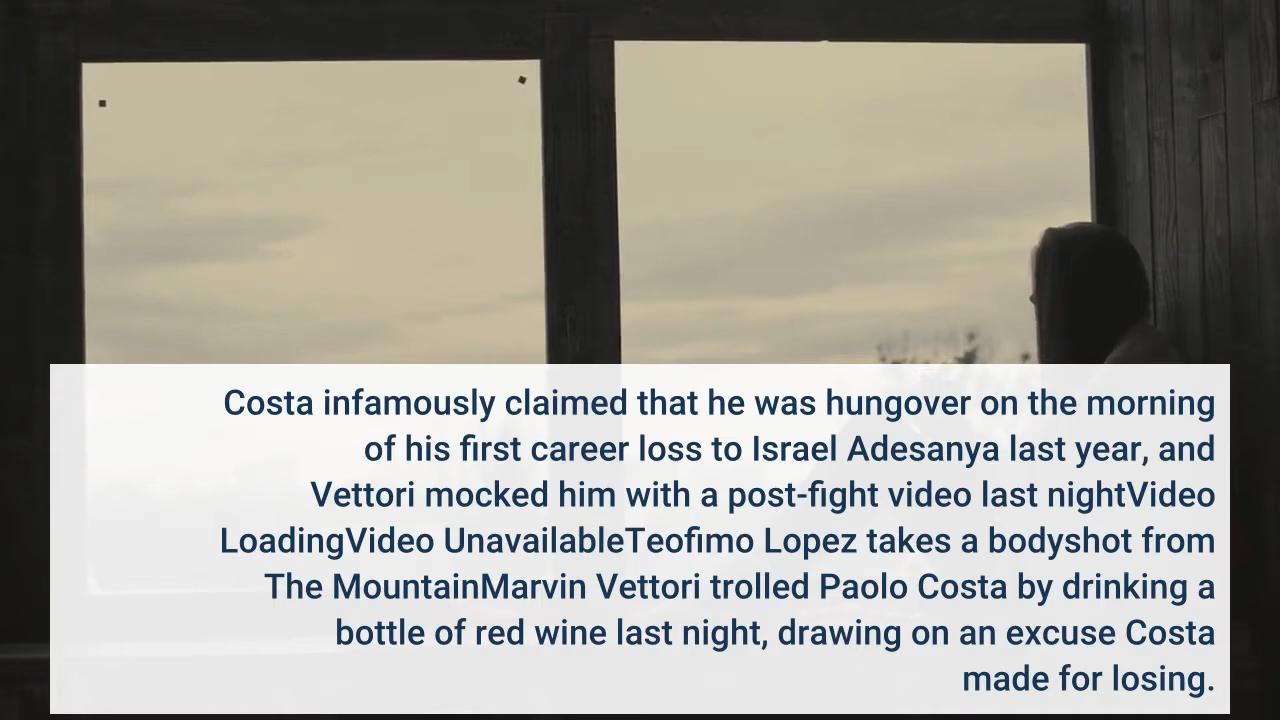 Costa infamously claimed that he was hungover on the morning
of his first career loss to Israel Adesanya last year, and
Vettori mocked him with a post-fight video last nightVideo
LoadingVideo UnavailableTeofimo Lopez takes a bodyshot from
The MountainMarvin Vettori trolled Paolo Costa by drinking a
bottle of red wine last night, drawing on an excuse Costa
made for losing.